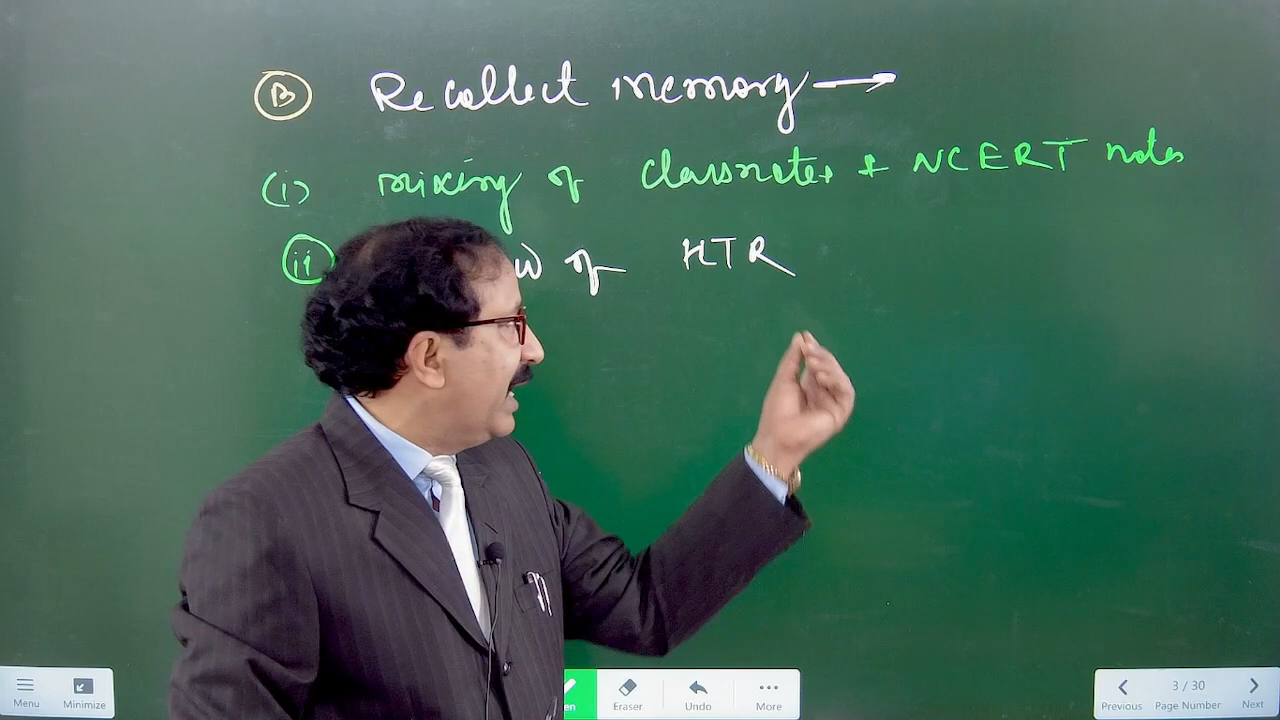 B Recollect memory →
(i) mixing of classnotes + NCERT notes
ii of HTR
Menu Minimize Eraser Undo More Previous 3 / 30 Page Number Next